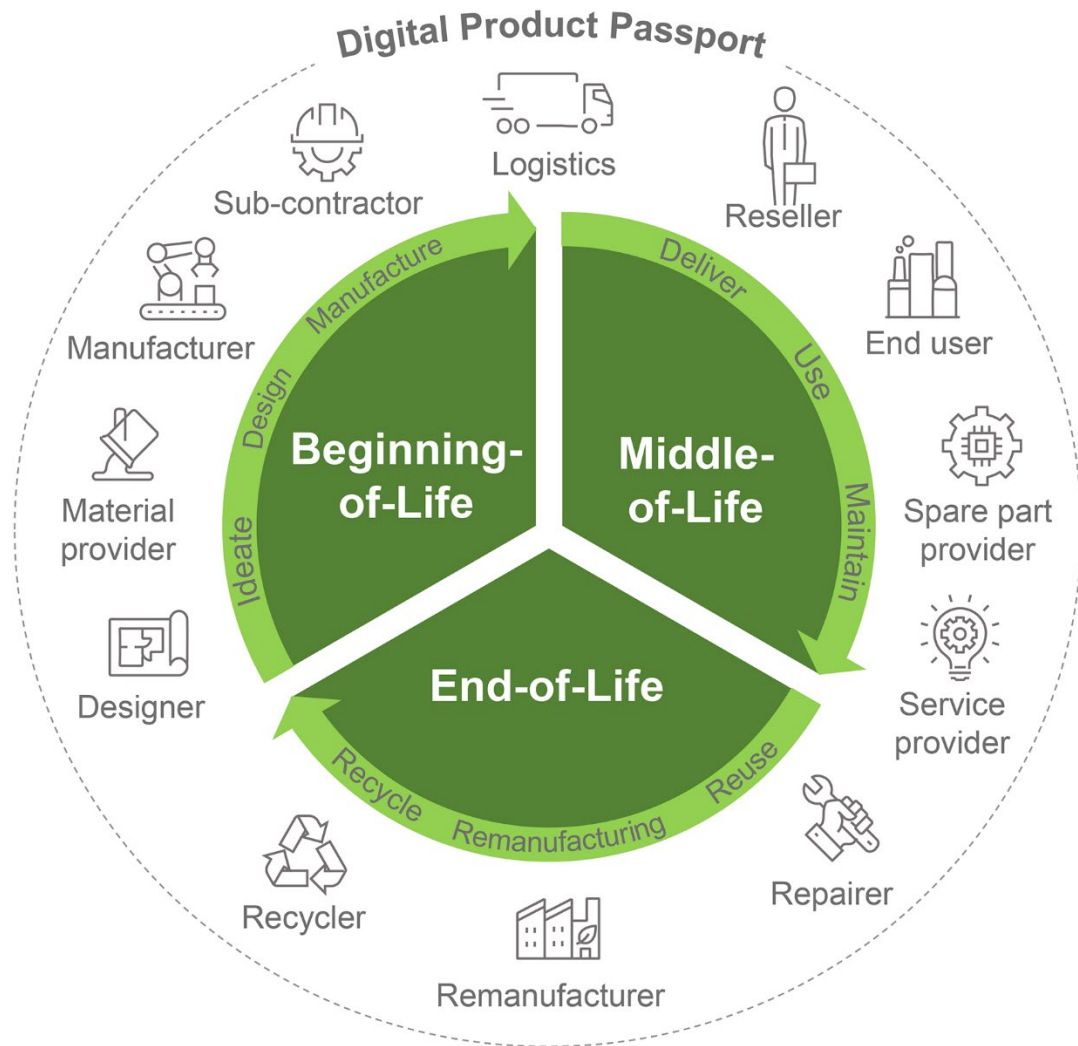 Digital Product Passport
Logistics
Reseller
End user
Spare part
provider
Service
provider
Repairer
Remanufacturer
Recycler
Designer
Material
provider
Manufacturer
Sub-contractor
Ideate
Design
Manufacture
Deliver
Use
Maintain
Reuse
Remanufacturing
Recycle
Beginning-
of-Life
Middle-
of-Life
End-of-Life